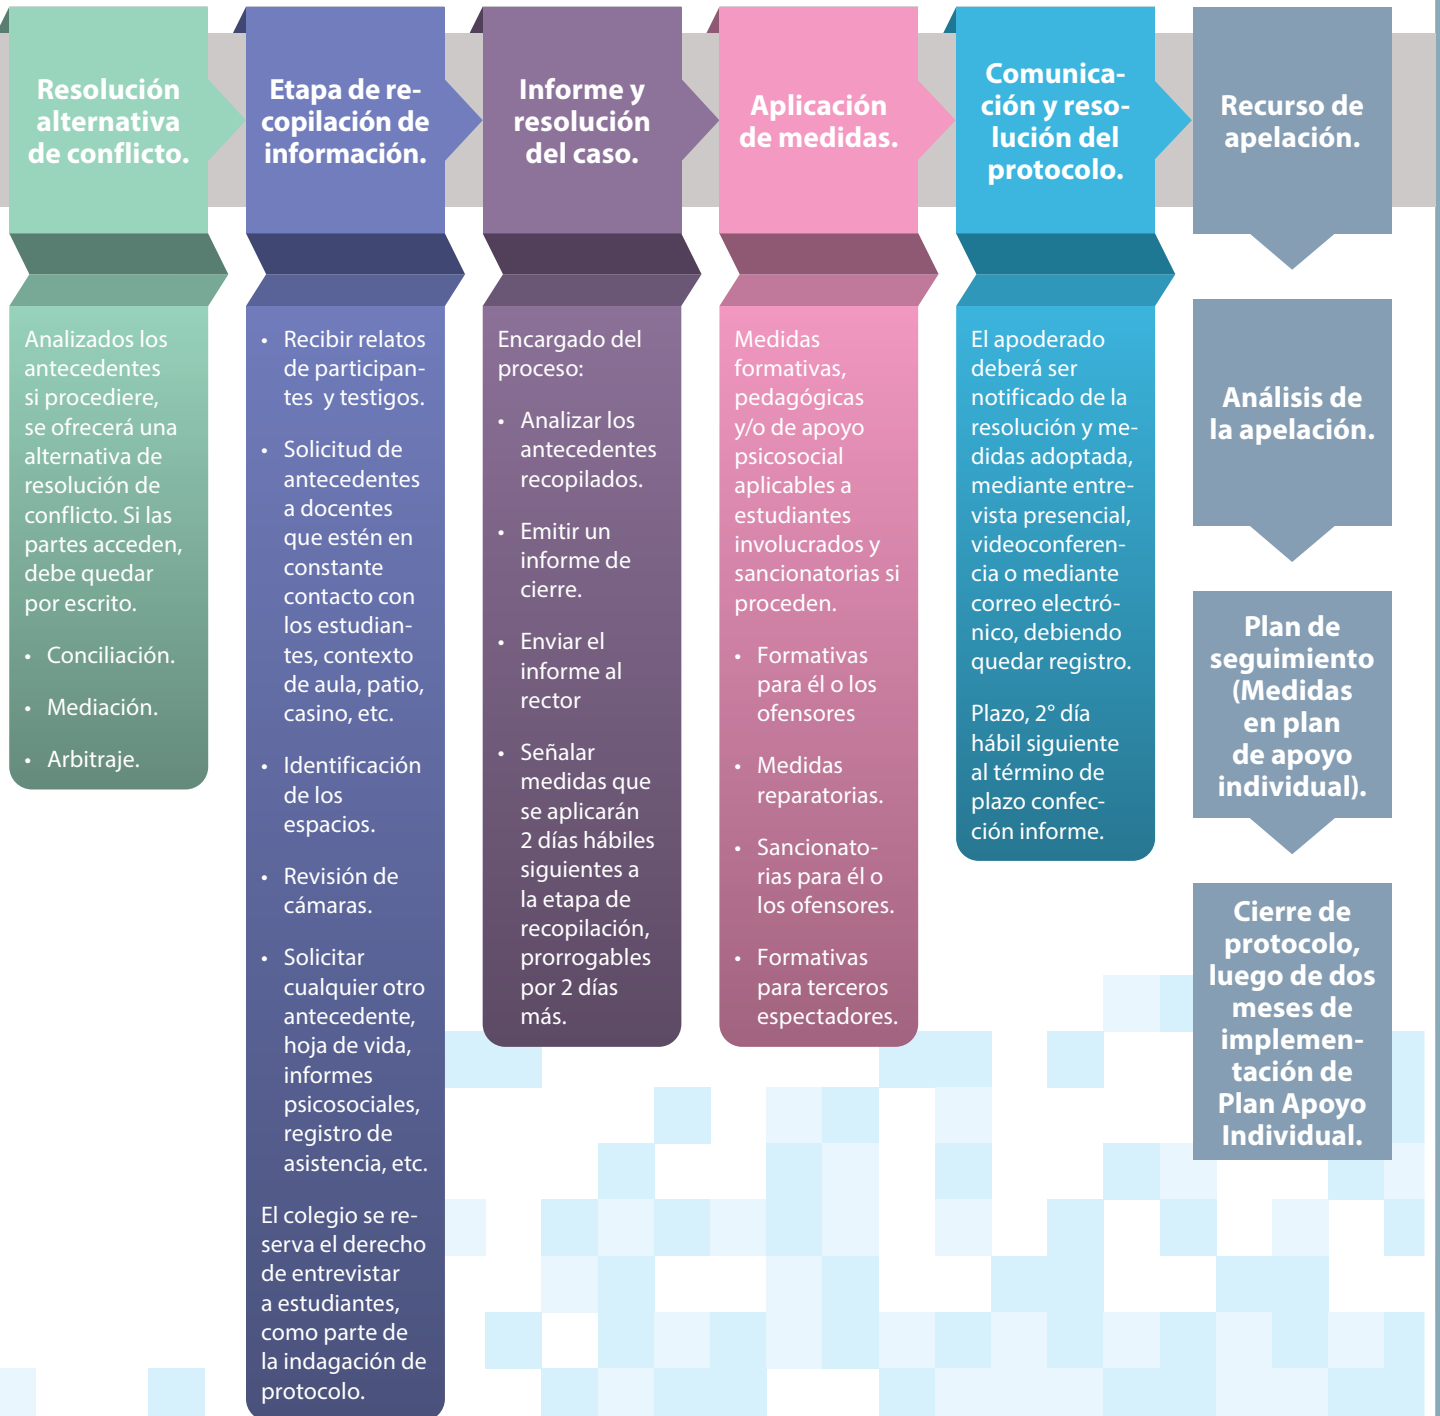 Resolución
alternativa
de conflicto.
Analizados los
antecedentes
si procediere,
se ofrecerá una
alternativa de
resolución de
conflicto. Si las
partes acceden,
debe quedar
por escrito.
• Conciliación.
• Mediación.
• Arbitraje.
Etapa de re-
copilación de
información.
• Recibir relatos
de participan-
tes y testigos.
• Solicitud de
antecedentes
a docentes
que estén en
constante
contacto con
los estudian-
tes, contexto
de aula, patio,
casino, etc.
• Identificación
de los
espacios.
• Revisión de
cámaras.
• Solicitar
cualquier otro
antecedente,
hoja de vida,
informes
psicosociales,
registro de
asistencia, etc.
El colegio se re-
serva el derecho
de entrevistar
a estudiantes,
como parte de
la indagación de
protocolo.
Informe y
resolución
del caso.
Encargado del
proceso:
• Analizar los
antecedentes
recopilados.
• Emitir un
informe de
cierre.
• Enviar el
informe al
rector
• Señalar
medidas que
se aplicarán
2 días hábiles
siguientes a
la etapa de
recopilación,
prorrogables
por 2 días
más.
Aplicación
de medidas.
Medidas
formativas,
pedagógicas
y/o de apoyo
psicosocial
aplicables a
estudiantes
involucrados y
sancionatorias si
proceden.
• Formativas
para él o los
ofensores
• Medidas
reparatorias.
• Sancionato-
rias para él o
los ofensores.
• Formativas
para terceros
espectadores.
Comunica-
ción y reso-
lución del
protocolo.
El apoderado
deberá ser
notificado de la
resolución y me-
didas adoptada,
mediante entre-
vista presencial,
videoconferen-
cia o mediante
correo electró-
nico, debiendo
quedar registro.
Plazo, 2° día
hábil siguiente
al término de
plazo confec-
ción informe.
Recurso de
apelación.
Análisis de
la apelación.
Plan de
seguimiento
(Medidas
en plan
de apoyo
individual).
Cierre de
protocolo,
luego de dos
meses de
implemen-
tación de
Plan Apoyo
Individual.